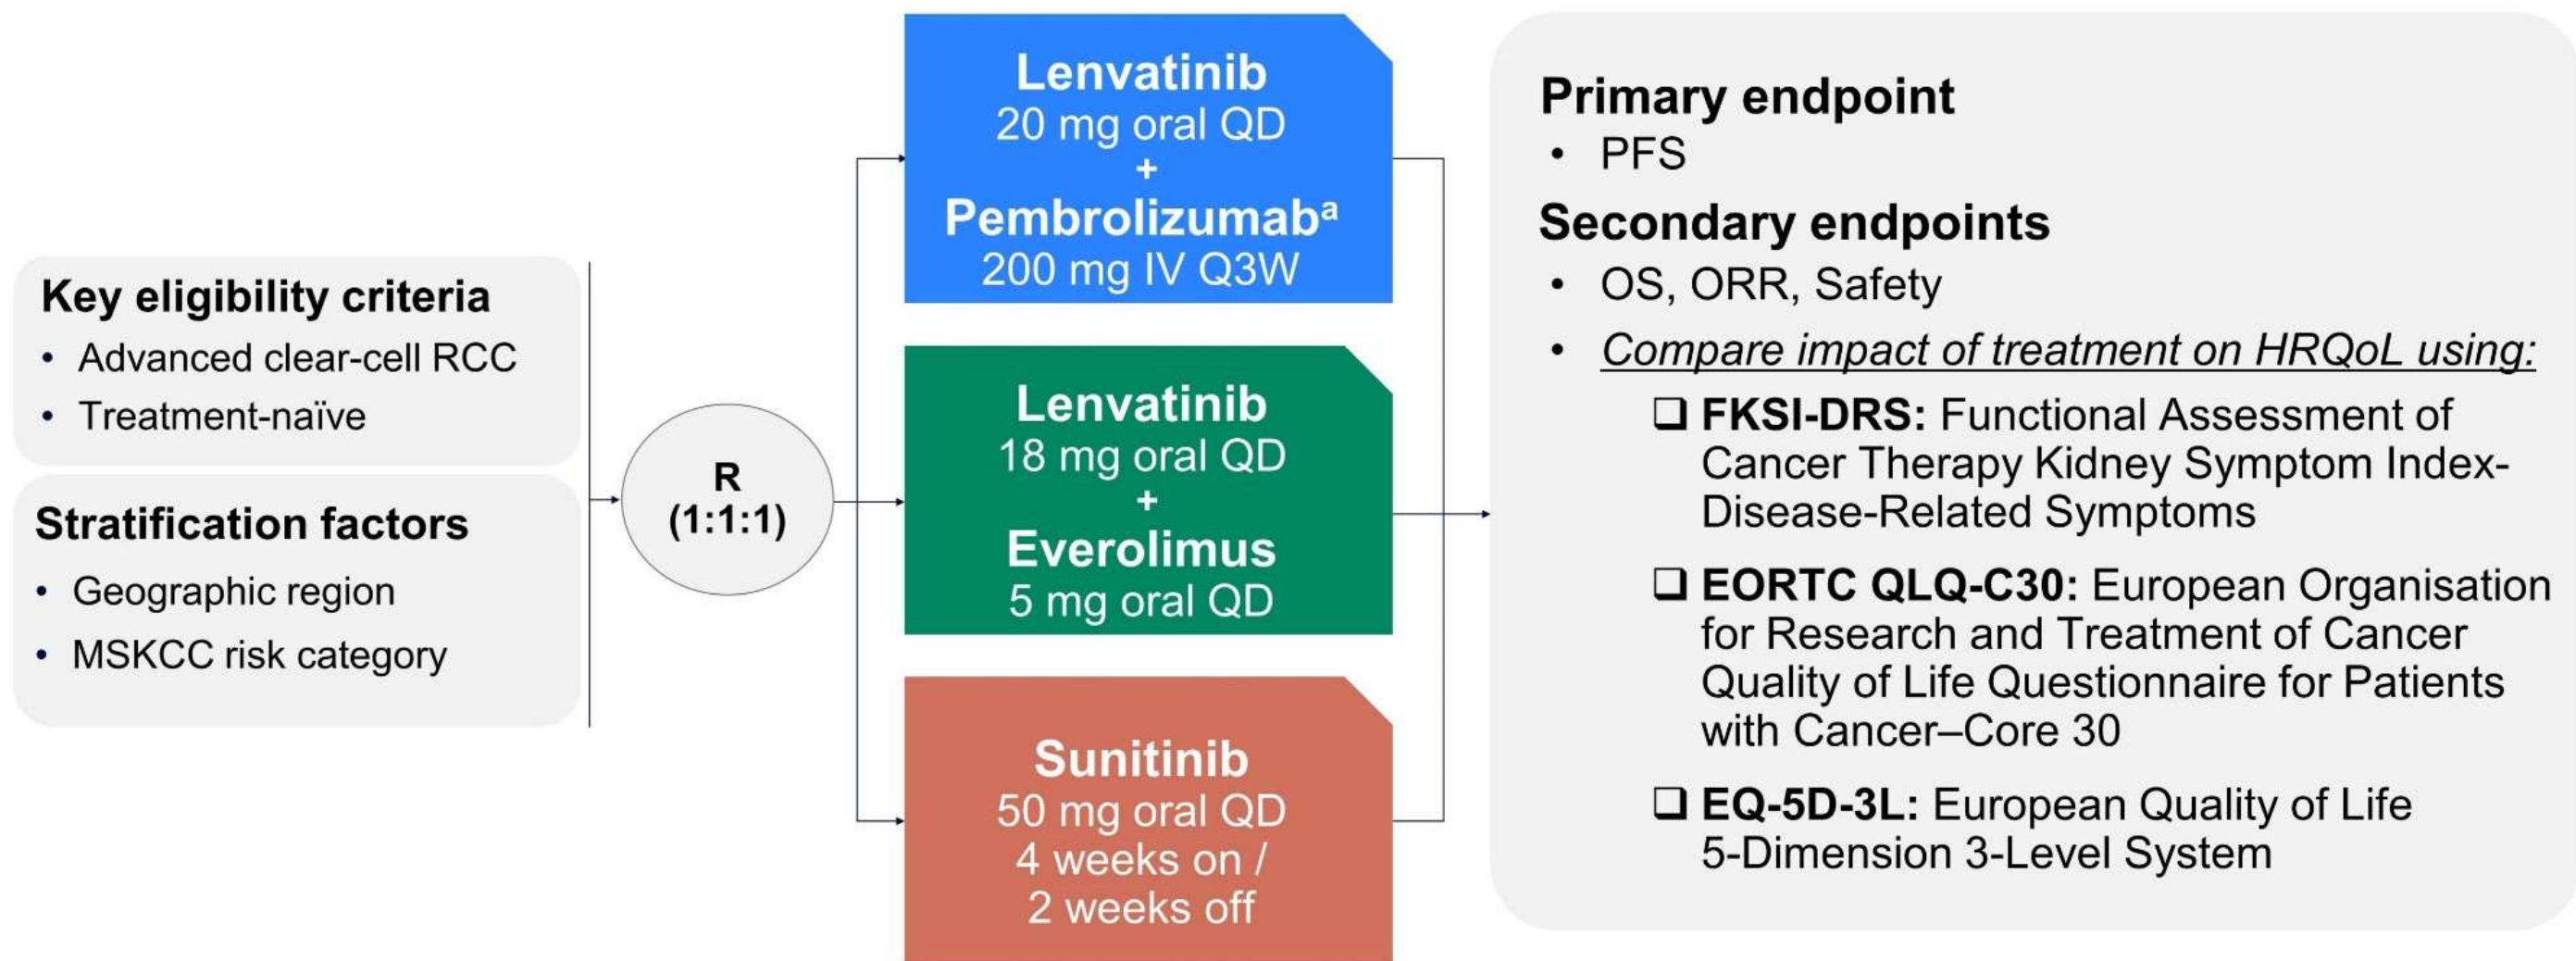 Key eligibility criteria
• Advanced clear-cell RCC
• Treatment-naïve
Stratification factors
• Geographic region
• MSKCC risk category
R
(1:1:1)
Lenvatinib
20 mg oral QD
+
Pembrolizumabᵃ
200 mg IV Q3W
Lenvatinib
18 mg oral QD
+
Everolimus
5 mg oral QD
Sunitinib
50 mg oral QD
4 weeks on /
2 weeks off
Primary endpoint
• PFS
Secondary endpoints
• OS, ORR, Safety
• Compare impact of treatment on HRQoL using:
❑ FKSI-DRS: Functional Assessment of
Cancer Therapy Kidney Symptom Index-
Disease-Related Symptoms
❑ EORTC QLQ-C30: European Organisation
for Research and Treatment of Cancer
Quality of Life Questionnaire for Patients
with Cancer–Core 30
❑ EQ-5D-3L: European Quality of Life
5-Dimension 3-Level System